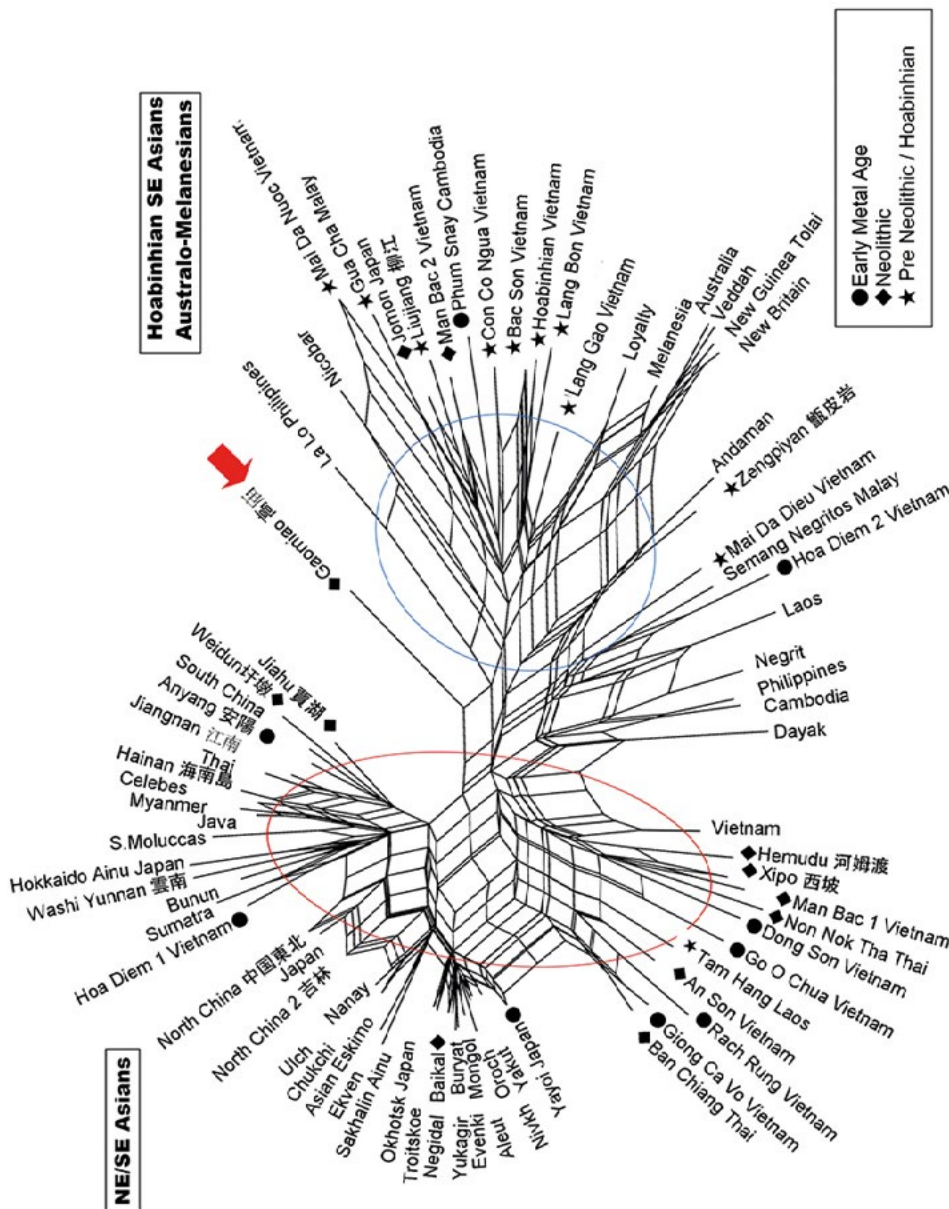 Hoabinhian SE Asians
Australo-Melanesians
Early Metal Age
Neolithic
Pre Neolithic / Hoabinhian
Mai Da Nuoc Vietnam.
Gua Cha Malay
Jomon Japan
Liujiang 柳江
Man Bac 2 Vietnam
Phum Snay Cambodia
Con Co Ngua Vietnam
Bac Son Vietnam
Hoabinhian Vietnam
Lang Bon Vietnam
Lang Gao Vietnam
Loyalty
Melanesia
Australia
Veddah
New Guinea Tolai
New Britain
Andaman
Zengpiyan 甑皮岩
Mai Da Dieu Vietnam
Semang Negritos Malay
Hoa Diem 2 Vietnam
Laos
Negrit
Philippines
Cambodia
Dayak
Vietnam
Hemudu 河姆渡
Xipo 西坡
Man Bac 1 Vietnam
Non Nok Tha Thai
Dong Son Vietnam
Go O Chua Vietnam
Tam Hang Laos
An Son Vietnam
Rach Rung Vietnam
Giong Ca Vo Vietnam
Ban Chiang Thai
Yayoi Japan
Nivkh
Yakut
Oroch
Aleut
Mongol
Evenki
Buryat
Yukagir
Baikal
Negidal
Troitskoe
Okhotsk Japan
Sakhalin Ainu
Ekven
Asian Eskimo
Chukchi
Ulch
Nanay
North China 2 吉林
Japan
North China 中国東北
Hoa Diem 1 Vietnam
Sumatra
Bunun
Washi Yunnan 雲南
Hokkaido Ainu Japan
S.Moluccas
Java
Myanmer
Celebes
Hainan 海南島
Thai
Jiangnan 江南
Anyang 安陽
South China
Weidun 圩墩
Jiahu 賈湖
Gaomiao 高廟
La Lo Philipines
Nicobar
NE/SE Asians